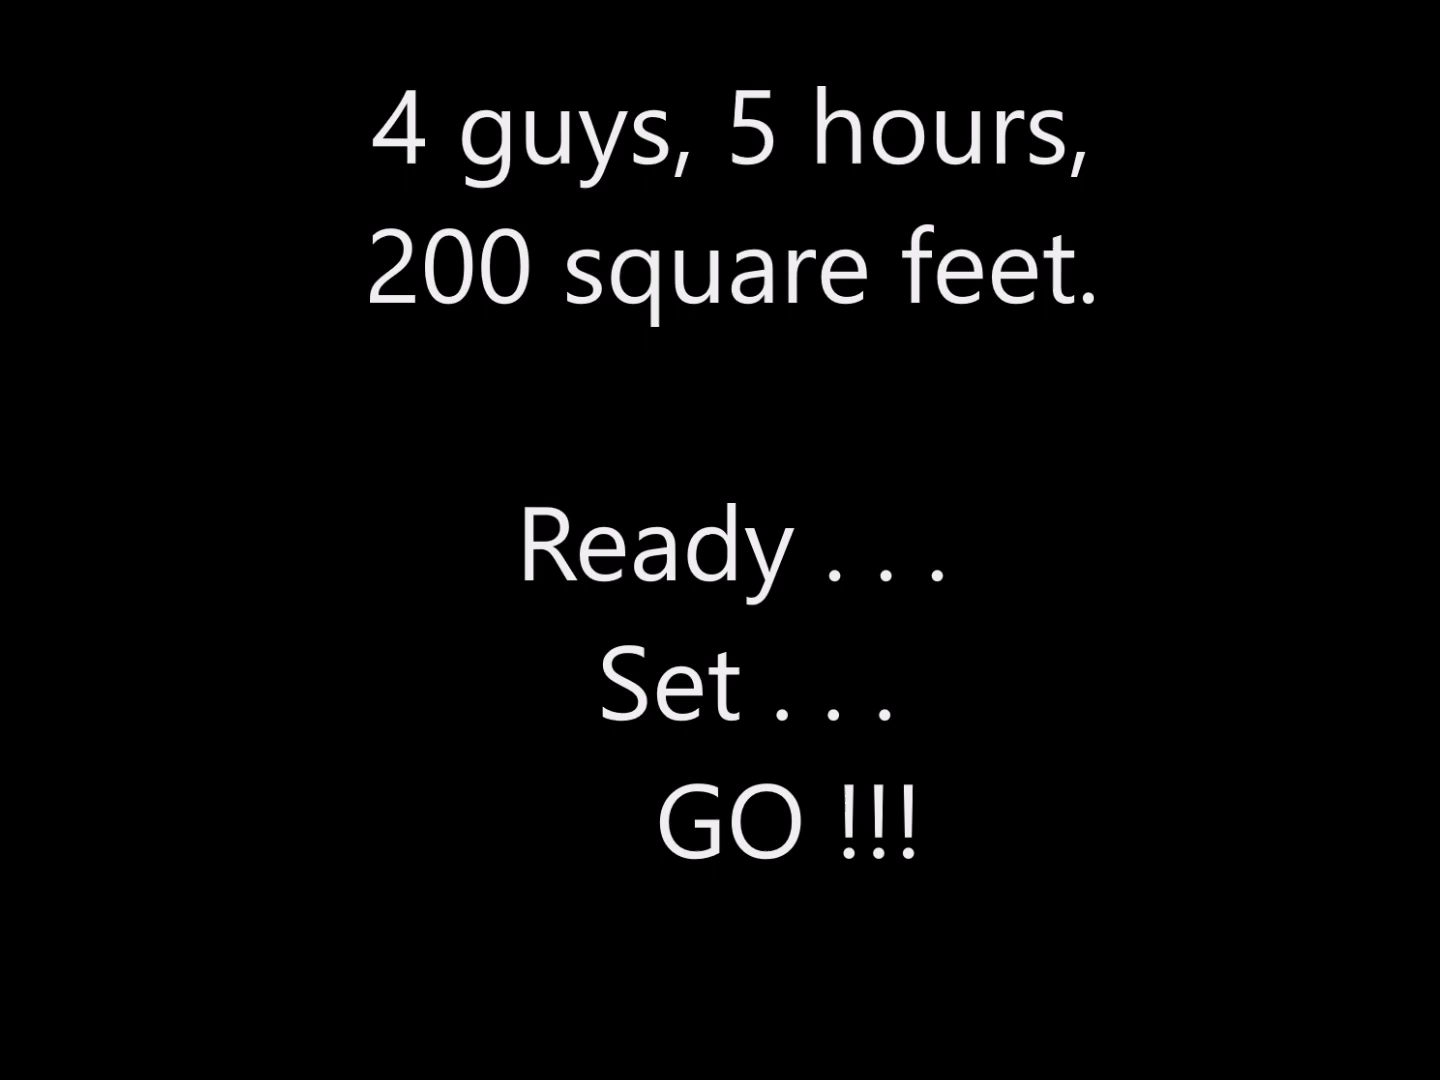 4 guys, 5 hours,
200 square feet.
Ready . . .
Set . . .
GO !!!